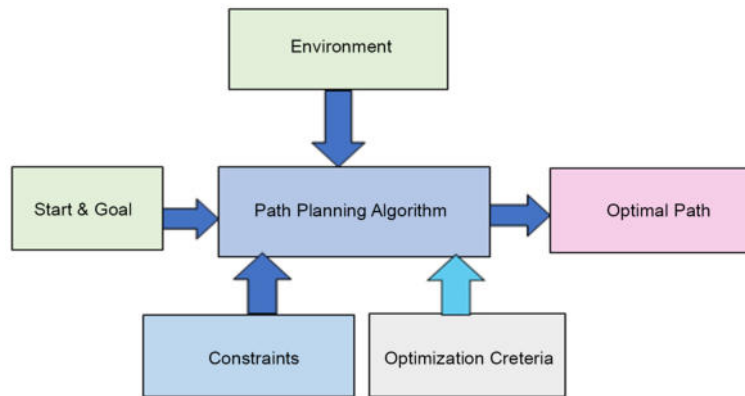 Environment
Start & Goal
Path Planning Algorithm
Optimal Path
Constraints
Optimization Creteria